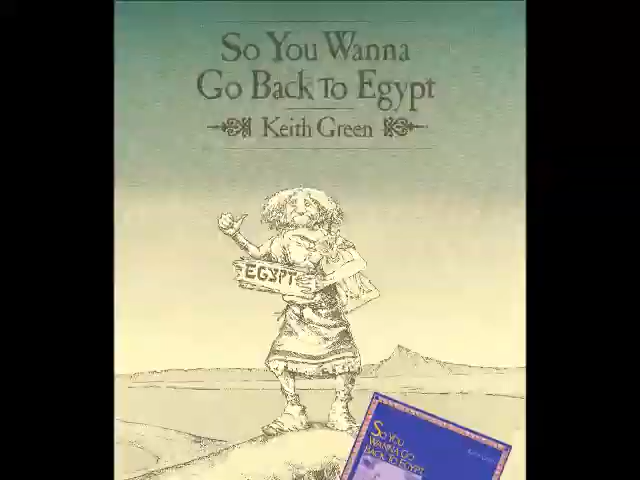 So You Wanna
Go Back To Egypt
Keith Green
EGYPT
So You
Wanna Go
Back To Egypt